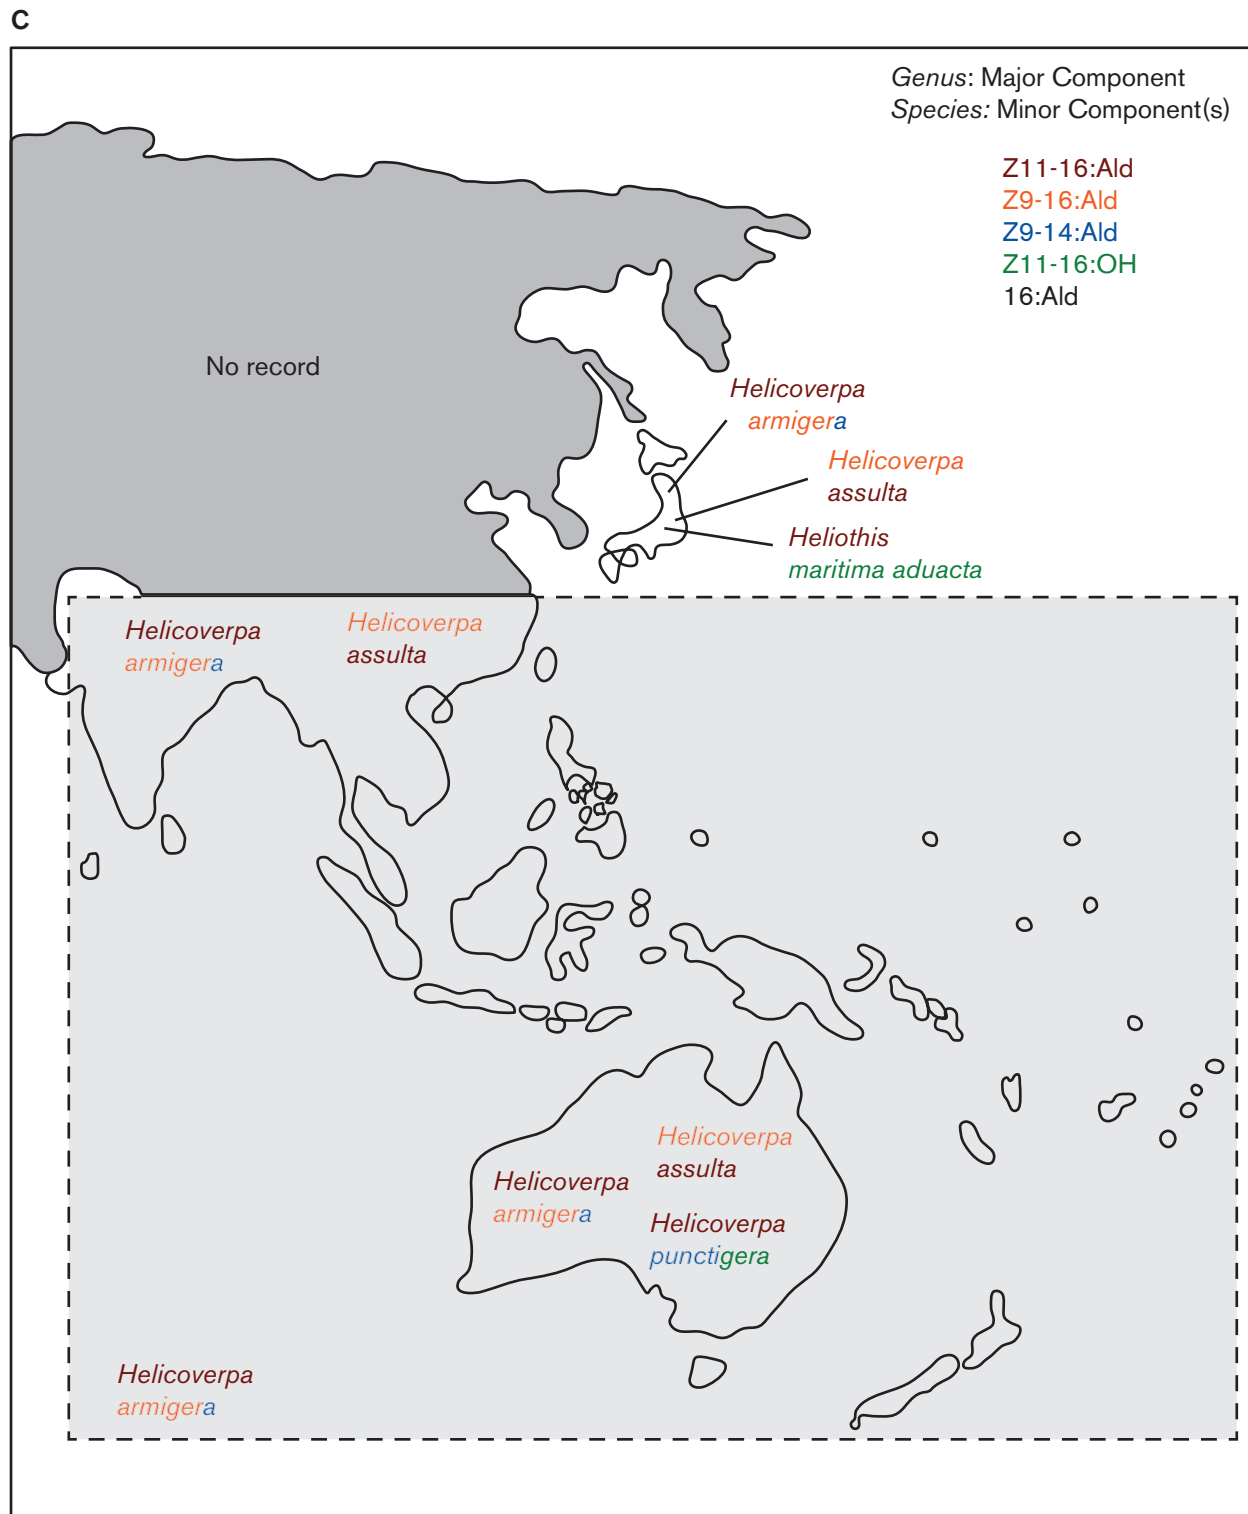 C
Genus: Major Component
Species: Minor Component(s)
Z11-16:Ald
Z9-16:Ald
Z9-14:Ald
Z11-16:OH
16:Ald
No record
Helicoverpa
armigera
Helicoverpa
assulta
Heliothis
maritima aduacta
Helicoverpa
armigera
Helicoverpa
assulta
Helicoverpa
assulta
Helicoverpa
armigera
Helicoverpa
punctigera
Helicoverpa
armigera